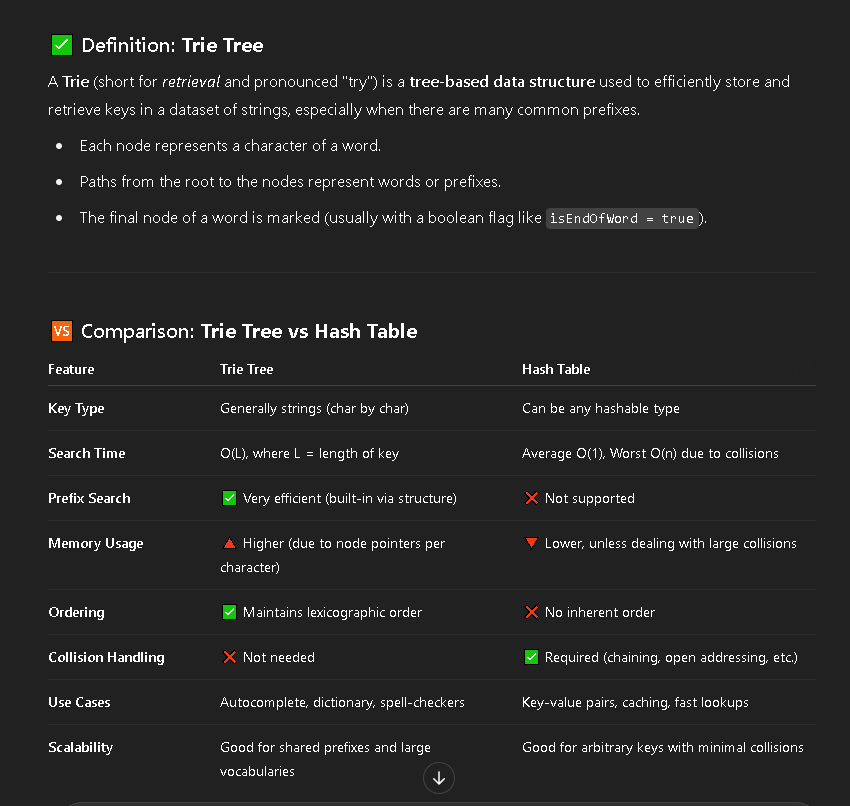 ✅ Definition: Trie Tree
A Trie (short for retrieval and pronounced "try") is a tree-based data structure used to efficiently store and
retrieve keys in a dataset of strings, especially when there are many common prefixes.
• Each node represents a character of a word.
• Paths from the root to the nodes represent words or prefixes.
• The final node of a word is marked (usually with a boolean flag like isEndOfWord = true).
🆚 Comparison: Trie Tree vs Hash Table
Feature Trie Tree Hash Table
Key Type Generally strings (char by char) Can be any hashable type
Search Time O(L), where L = length of key Average O(1), Worst O(n) due to collisions
Prefix Search ✅ Very efficient (built-in via structure) ❌ Not supported
Memory Usage 🔺 Higher (due to node pointers per 🔻 Lower, unless dealing with large collisions
character)
Ordering ✅ Maintains lexicographic order ❌ No inherent order
Collision Handling ❌ Not needed ✅ Required (chaining, open addressing, etc.)
Use Cases Autocomplete, dictionary, spell-checkers Key-value pairs, caching, fast lookups
Scalability Good for shared prefixes and large Good for arbitrary keys with minimal collisions
vocabularies